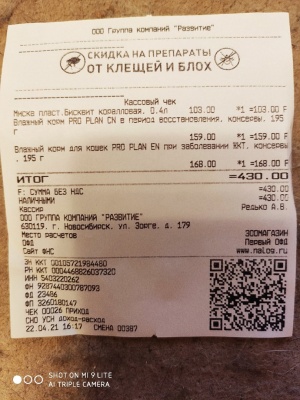 ООО Группа компаний "Развитие"
СКИДКА НА ПРЕПАРАТЫ
ОТ КЛЕЩЕЙ И БЛОХ
Кассовый чек
Миска пласт.Бисквит коралловая, 0.4л 103.00 *1 =103.00 F
Влажный корм PRO PLAN CN в период восстановления, консервы, 195
г
159.00 *1 =159.00 F
Влажный корм для кошек PRO PLAN EN при заболевании ЖКТ, консервы
, 195 г
168.00 *1 =168.00 F
ИТОГ =430.00
F: СУММА БЕЗ НДС =430.00
НАЛИЧНЫМИ =430.00
Кассир Редько А.В.
ООО ГРУППА КОМПАНИЙ "РАЗВИТИЕ"
630119, г. Новосибирск, ул. Зорге, д. 179
Место расчетов ЗООМАГАЗИН
ОФД Первый ОФД
Сайт ФНС www.nalog.ru
ЗН ККТ 00105721984480
РН ККТ 0004468826037320
ИНН 5403220262
ФН 9287440300787093
ФД 23486
ФП 3260180147
ЧЕК 00026 ПРИХОД
СНО УСН доход-расход
22.04.21 16:17 СМЕНА 00387
SHOT ON MI 9 LITE
AI TRIPLE CAMERA